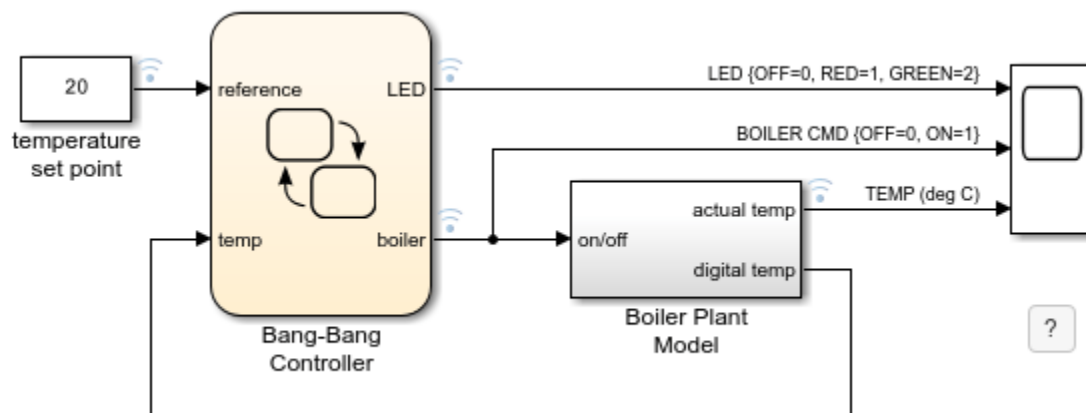 20
temperature
set point
reference
LED
temp
boiler
Bang-Bang
Controller
LED {OFF=0, RED=1, GREEN=2}
BOILER CMD {OFF=0, ON=1}
TEMP (deg C)
on/off
actual temp
digital temp
Boiler Plant
Model
?